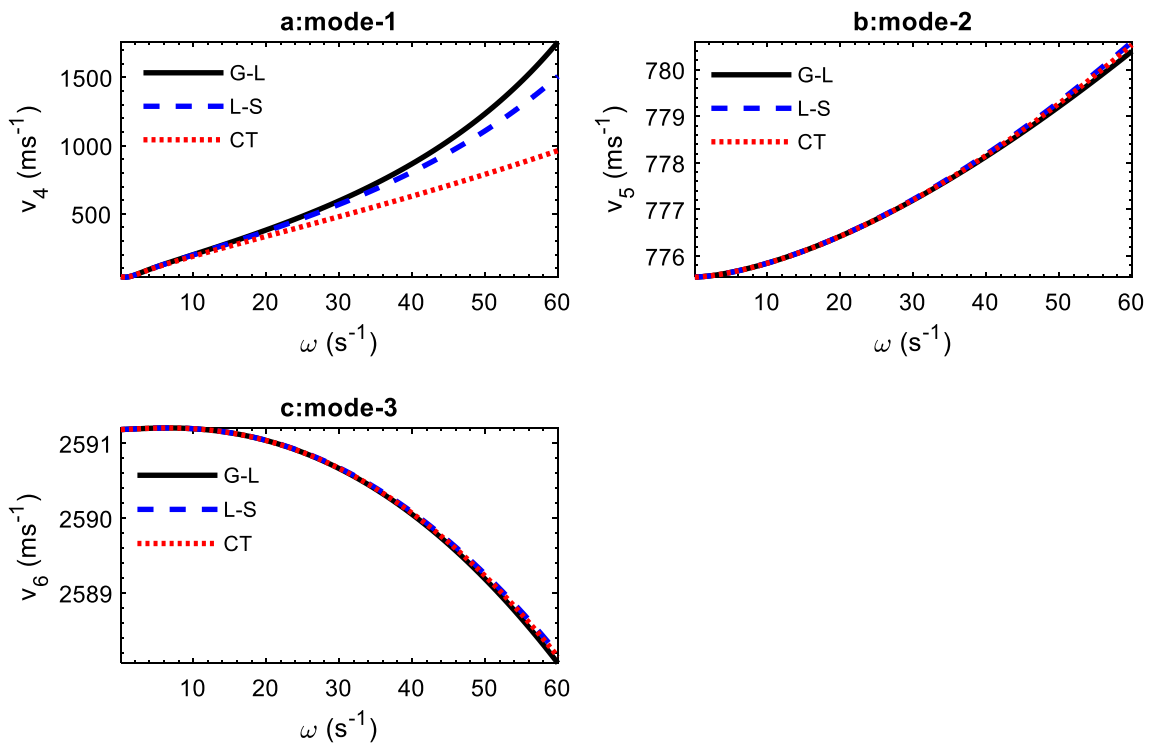 a:mode-1
1500
1000
500
v4 (ms-1)
G-L
L-S
CT
10 20 30 40 50 60
ω (s-1)
b:mode-2
780
779
778
777
776
v5 (ms-1)
G-L
L-S
CT
10 20 30 40 50 60
ω (s-1)
c:mode-3
2591
2590
2589
v6 (ms-1)
G-L
L-S
CT
10 20 30 40 50 60
ω (s-1)